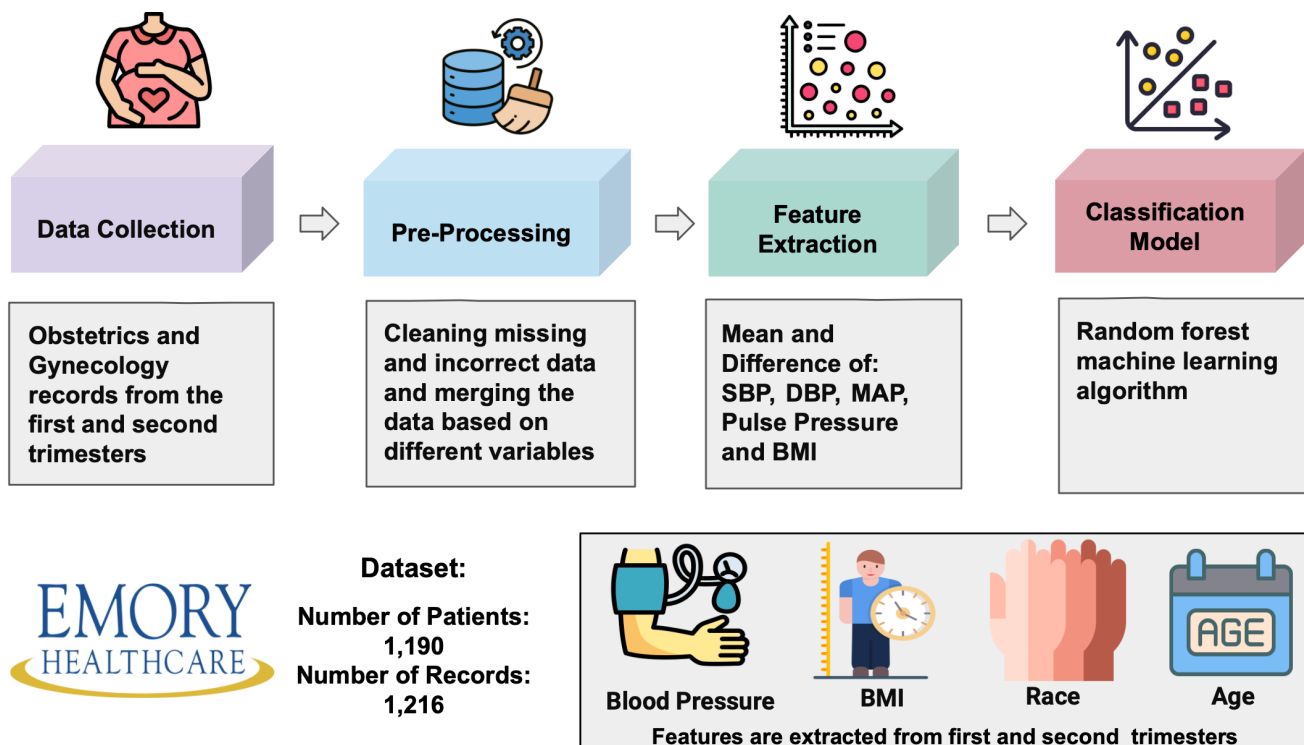 Data Collection
Pre-Processing
Feature
Extraction
Classification
Model
Obstetrics and
Gynecology
records from the
first and second
trimesters
Cleaning missing
and incorrect data
and merging the
data based on
different variables
Mean and
Difference of:
SBP, DBP, MAP,
Pulse Pressure
and BMI
Random forest
machine learning
algorithm
EMORY
HEALTHCARE
Dataset:
Number of Patients:
1,190
Number of Records:
1,216
AGE
Blood Pressure
BMI
Race
Age
Features are extracted from first and second trimesters